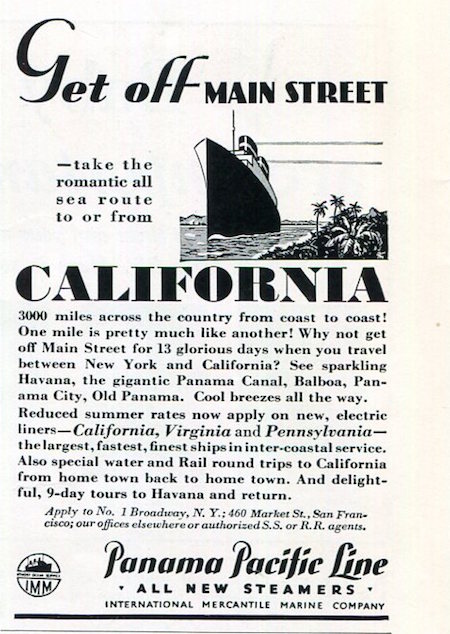 Get off MAIN STREET
—take the
romantic all
sea route
to or from
CALIFORNIA
3000 miles across the country from coast to coast!
One mile is pretty much like another! Why not get
off Main Street for 13 glorious days when you travel
between New York and California? See sparkling
Havana, the gigantic Panama Canal, Balboa, Pan-
ama City, Old Panama. Cool breezes all the way.
Reduced summer rates now apply on new, electric
liners—California, Virginia and Pennsylvania—
the largest, fastest, finest ships in inter-coastal service.
Also special water and Rail round trips to California
from home town back to home town. And delight-
ful, 9-day tours to Havana and return.
Apply to No. 1 Broadway, N. Y.; 460 Market St., San Fran-
cisco; our offices elsewhere or authorized S.S. or R.R. agents.
IMM
Panama Pacific Line
· ALL NEW STEAMERS ·
INTERNATIONAL MERCANTILE MARINE COMPANY